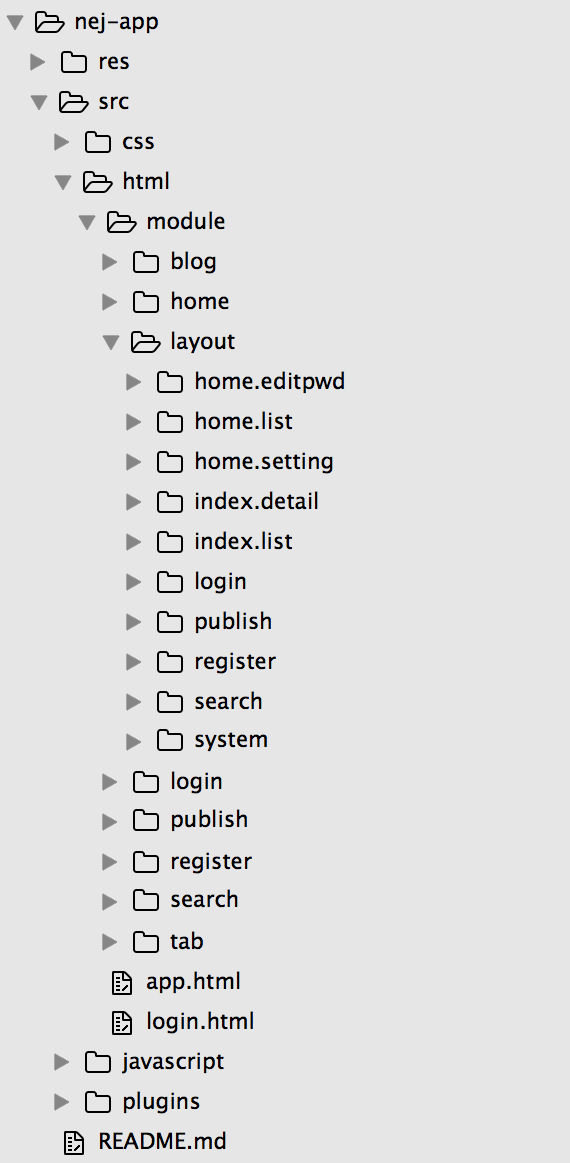 nej-app
res
src
css
html
module
blog
home
layout
home.editpwd
home.list
home.setting
index.detail
index.list
login
publish
register
search
system
login
publish
register
search
tab
app.html
login.html
javascript
plugins
README.md